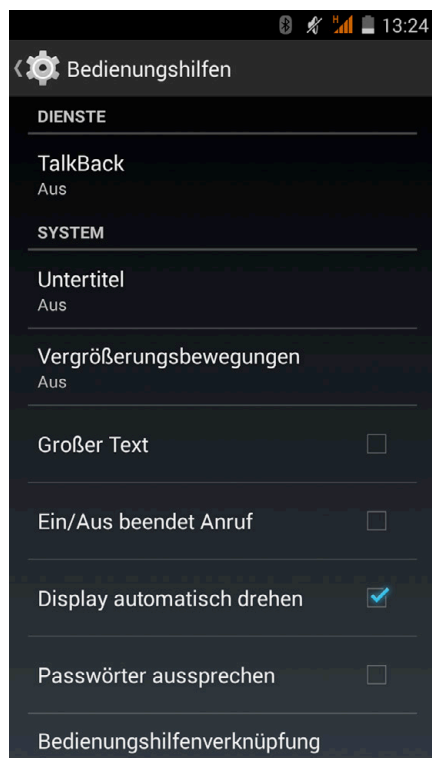 H 13:24
Bedienungshilfen
DIENSTE
TalkBack
Aus
SYSTEM
Untertitel
Aus
Vergrößerungsbewegungen
Aus
Großer Text
Ein/Aus beendet Anruf
Display automatisch drehen
Passwörter aussprechen
Bedienungshilfenverknüpfung